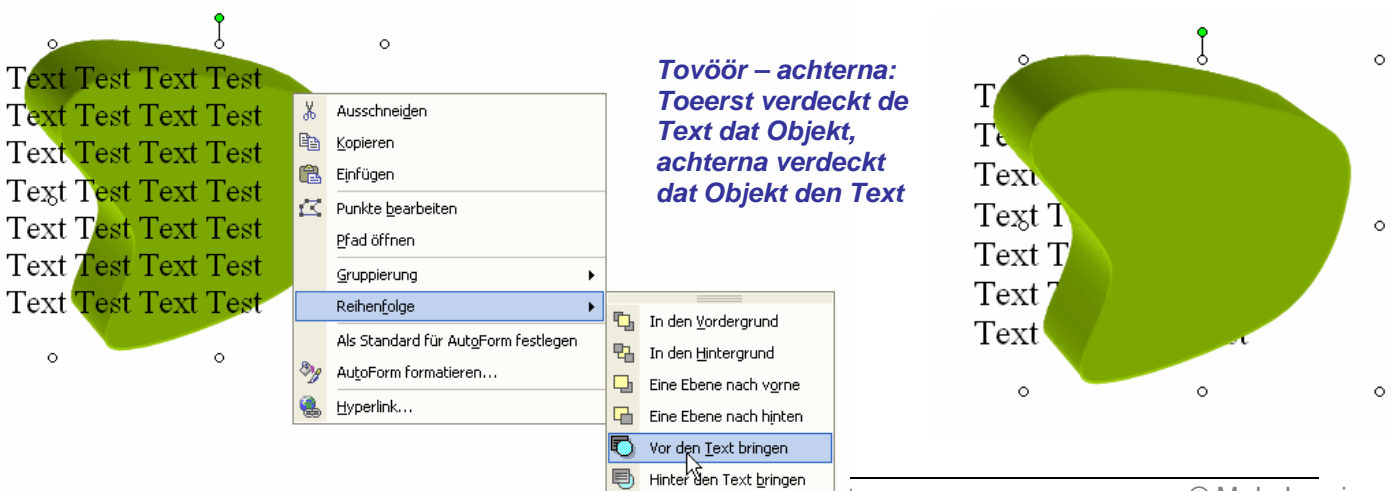 Text Test Text Test
Text Test Text Test
Text Test Text Test
Text Test Text Test
Text Test Text Test
Text Test Text Test
Text Test Text Test
Ausschneiden
Kopieren
Einfügen
Punkte bearbeiten
Pfad öffnen
Gruppierung
Reihenfolge
Als Standard für AutoForm festlegen
AutoForm formatieren...
Hyperlink...
In den Vordergrund
In den Hintergrund
Eine Ebene nach vorne
Eine Ebene nach hinten
Vor den Text bringen
Hinter den Text bringen
Tovöör – achterna:
Toeerst verdeckt de
Text dat Objekt,
achterna verdeckt
dat Objekt den Text
T
Te
Text
Text T
Text T
Text
Text